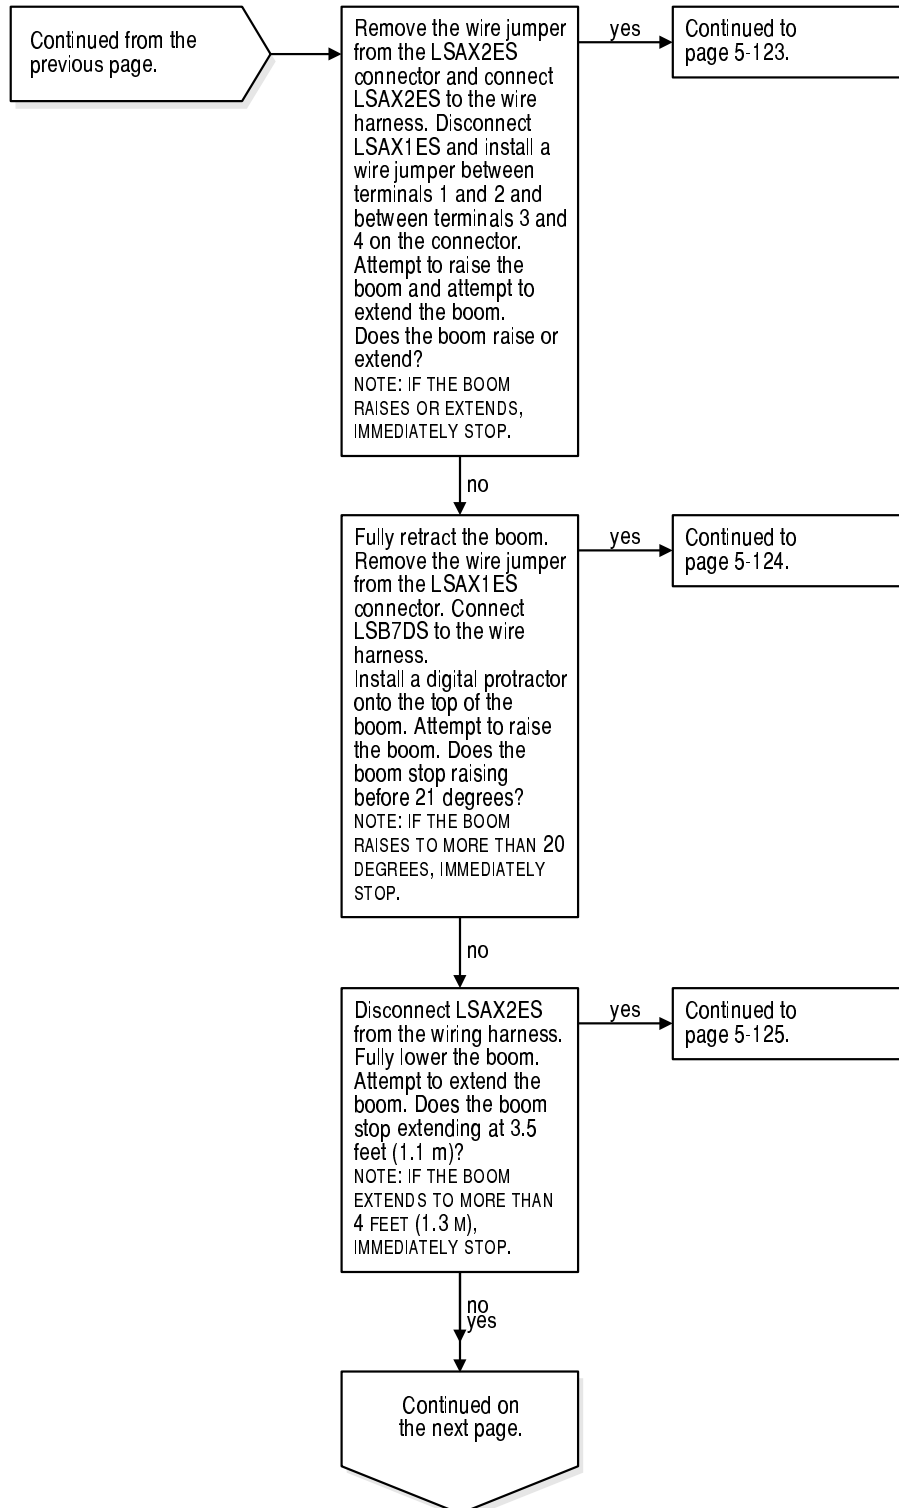 Continued from the
previous page.
Remove the wire jumper
from the LSAX2ES
connector and connect
LSAX2ES to the wire
harness. Disconnect
LSAX1ES and install a
wire jumper between
terminals 1 and 2 and
between terminals 3 and
4 on the connector.
Attempt to raise the
boom and attempt to
extend the boom.
Does the boom raise or
extend?
NOTE: IF THE BOOM
RAISES OR EXTENDS,
IMMEDIATELY STOP.
yes
Continued to
page 5-123.
no
Fully retract the boom.
Remove the wire jumper
from the LSAX1ES
connector. Connect
LSB7DS to the wire
harness.
Install a digital protractor
onto the top of the
boom. Attempt to raise
the boom. Does the
boom stop raising
before 21 degrees?
NOTE: IF THE BOOM
RAISES TO MORE THAN 20
DEGREES, IMMEDIATELY
STOP.
yes
Continued to
page 5-124.
no
Disconnect LSAX2ES
from the wiring harness.
Fully lower the boom.
Attempt to extend the
boom. Does the boom
stop extending at 3.5
feet (1.1 m)?
NOTE: IF THE BOOM
EXTENDS TO MORE THAN
4 FEET (1.3 M),
IMMEDIATELY STOP.
yes
Continued to
page 5-125.
no
yes
Continued on
the next page.